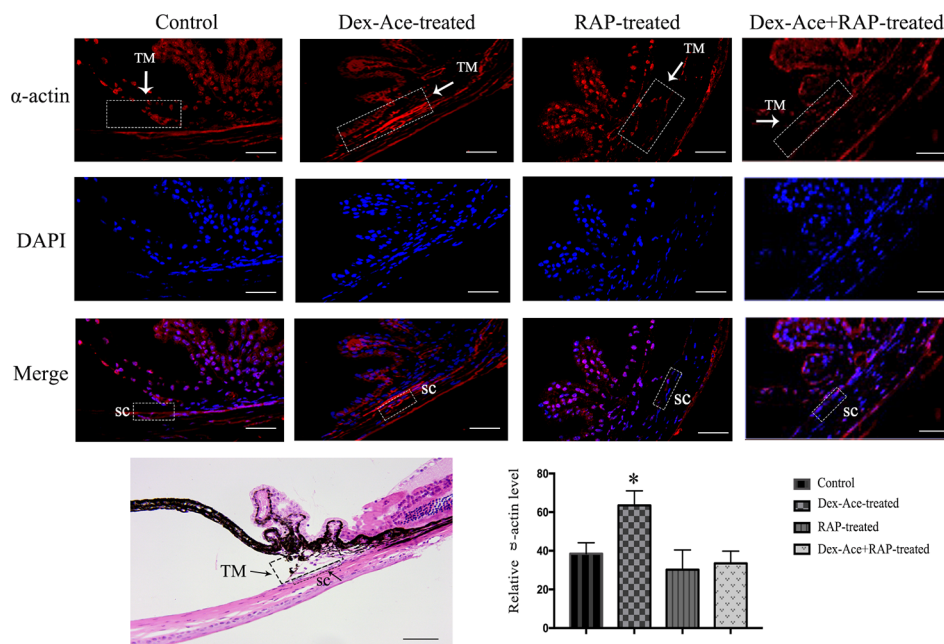 Control Dex-Ace-treated RAP-treated Dex-Ace+RAP-treated
α-actin TM TM TM TM
DAPI
Merge sc sc sc sc
TM sc
Relative α-actin level
80
60
40
20
0
*
Control
Dex-Ace-treated
RAP-treated
Dex-Ace+RAP-treated